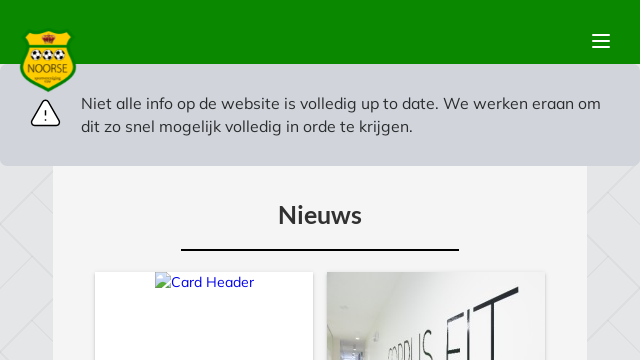 NOORSE
Niet alle info op de website is volledig up to date. We werken eraan om
dit zo snel mogelijk volledig in orde te krijgen.
Nieuws
Card Header
CORPUS FIT